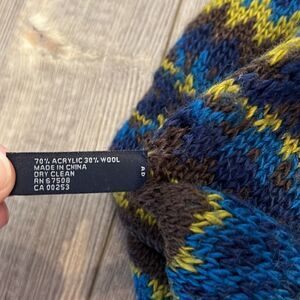 70% ACRYLIC 30% WOOL
MADE IN CHINA
DRY CLEAN
RN 67508
CA 00253